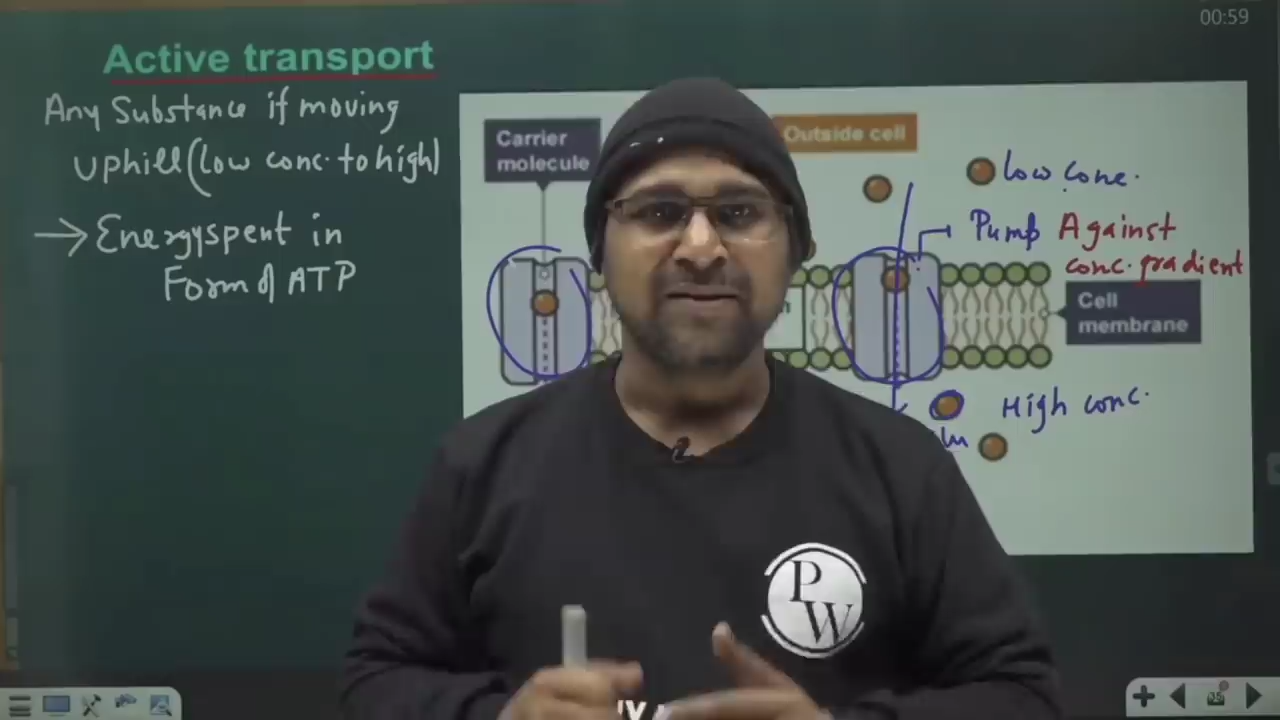 00:59
Active transport
Any Substance if moving
uphill (low conc. to high)
→ Energy spent in
Form of ATP
Carrier
molecule
Outside cell
low conc.
Pump Against
conc. gradient
Cell
membrane
High conc.
PW